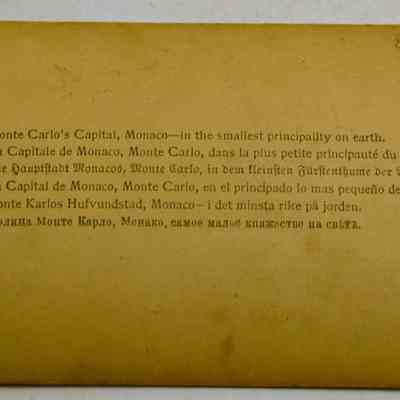 onte Carlo's Capital, Monaco—in the smallest principality on earth.
Capitale de Monaco, Monte Carlo, dans la plus petite principauté du
Hauptstadt Monacos, Monte Carlo, in dem kleinsten Fürstenthume der
Capital de Monaco, Monte Carlo, en el principado lo mas pequeño de
onte Karlos Hufvundstad, Monaco—i det minsta rike på jorden.
олица Монте Карло, Монако, самое малое княжество на свѣтѣ.